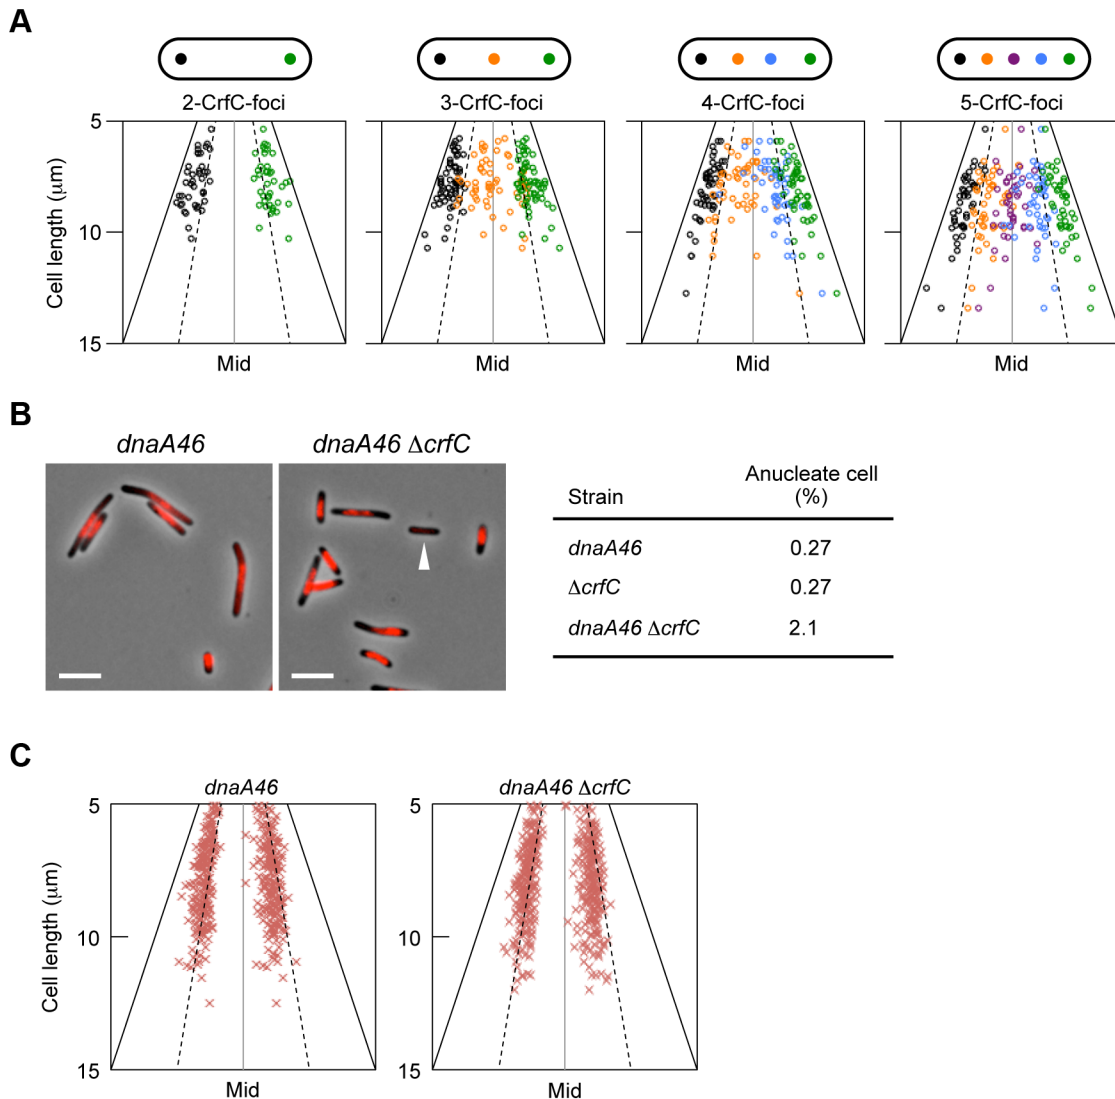 A
2-CrfC-foci 3-CrfC-foci 4-CrfC-foci 5-CrfC-foci
5
10
15
Cell length (μm)
Mid Mid Mid Mid
B
dnaA46 dnaA46 ΔcrfC
Strain Anucleate cell (%)
dnaA46 0.27
ΔcrfC 0.27
dnaA46 ΔcrfC 2.1
C
dnaA46 dnaA46 ΔcrfC
5 5
10 10
15 15
Cell length (μm)
Mid Mid